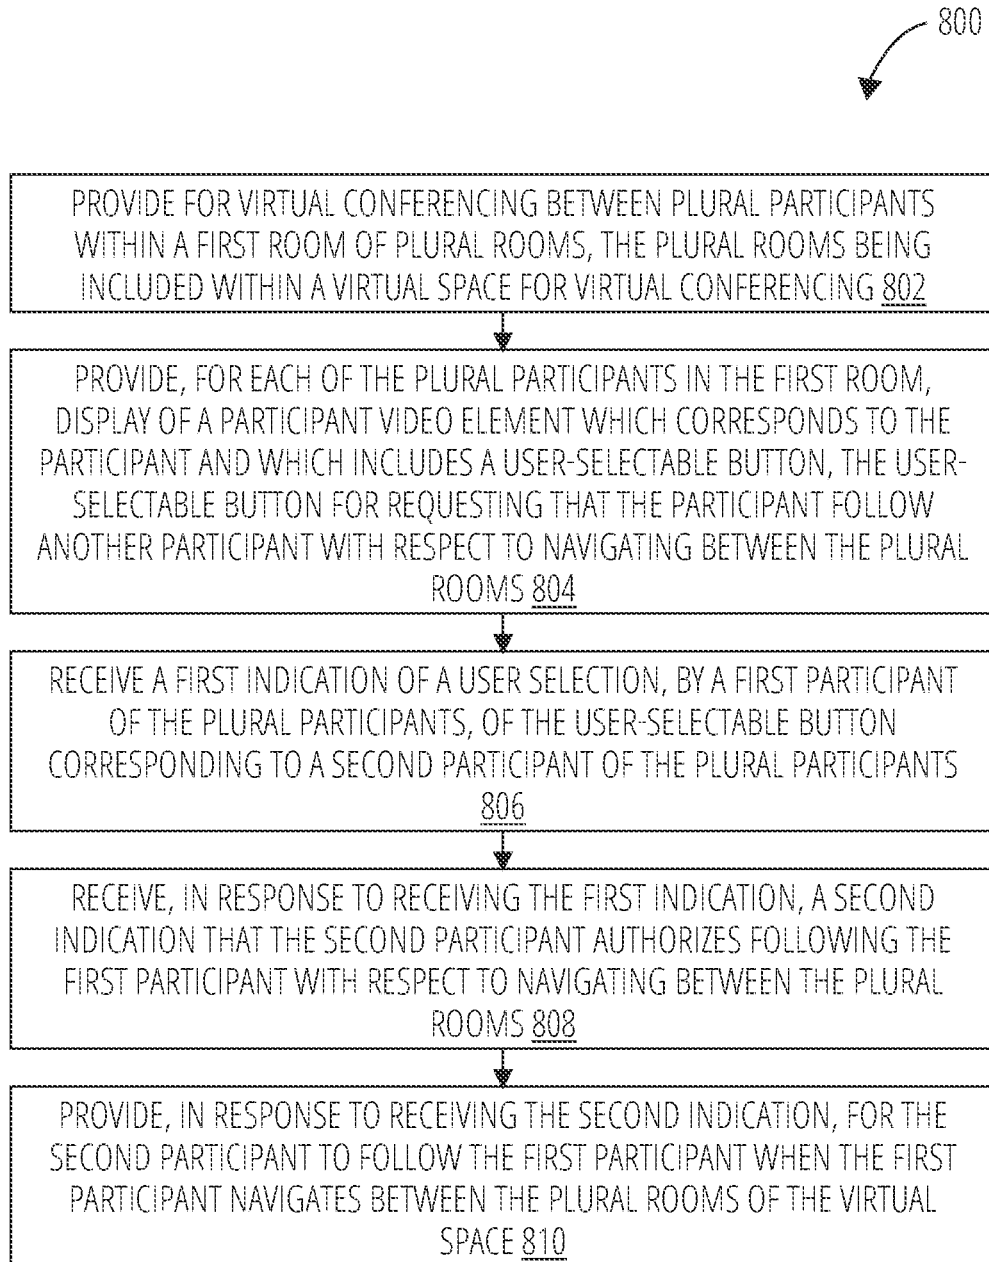 800
PROVIDE FOR VIRTUAL CONFERENCING BETWEEN PLURAL PARTICIPANTS
WITHIN A FIRST ROOM OF PLURAL ROOMS, THE PLURAL ROOMS BEING
INCLUDED WITHIN A VIRTUAL SPACE FOR VIRTUAL CONFERENCING 802
PROVIDE, FOR EACH OF THE PLURAL PARTICIPANTS IN THE FIRST ROOM,
DISPLAY OF A PARTICIPANT VIDEO ELEMENT WHICH CORRESPONDS TO THE
PARTICIPANT AND WHICH INCLUDES A USER-SELECTABLE BUTTON, THE USER-
SELECTABLE BUTTON FOR REQUESTING THAT THE PARTICIPANT FOLLOW
ANOTHER PARTICIPANT WITH RESPECT TO NAVIGATING BETWEEN THE PLURAL
ROOMS 804
RECEIVE A FIRST INDICATION OF A USER SELECTION, BY A FIRST PARTICIPANT
OF THE PLURAL PARTICIPANTS, OF THE USER-SELECTABLE BUTTON
CORRESPONDING TO A SECOND PARTICIPANT OF THE PLURAL PARTICIPANTS
806
RECEIVE, IN RESPONSE TO RECEIVING THE FIRST INDICATION, A SECOND
INDICATION THAT THE SECOND PARTICIPANT AUTHORIZES FOLLOWING THE
FIRST PARTICIPANT WITH RESPECT TO NAVIGATING BETWEEN THE PLURAL
ROOMS 808
PROVIDE, IN RESPONSE TO RECEIVING THE SECOND INDICATION, FOR THE
SECOND PARTICIPANT TO FOLLOW THE FIRST PARTICIPANT WHEN THE FIRST
PARTICIPANT NAVIGATES BETWEEN THE PLURAL ROOMS OF THE VIRTUAL
SPACE 810